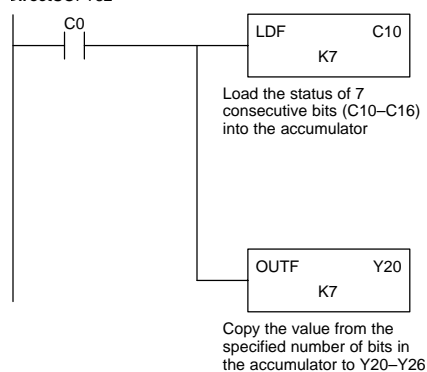 C0
LDF C10
K7
Load the status of 7
consecutive bits (C10–C16)
into the accumulator
OUTF Y20
K7
Copy the value from the
specified number of bits in
the accumulator to Y20–Y26